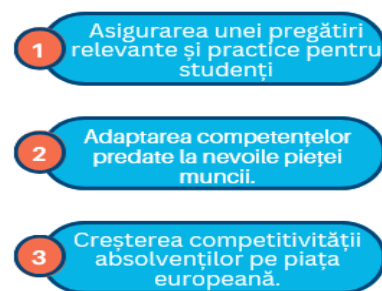 1
Asigurarea unei pregătiri
relevante și practice pentru
studenți
2
Adaptarea competențelor
predate la nevoile pieței
muncii.
3
Creșterea competitivității
absolvenților pe piața
europeană.